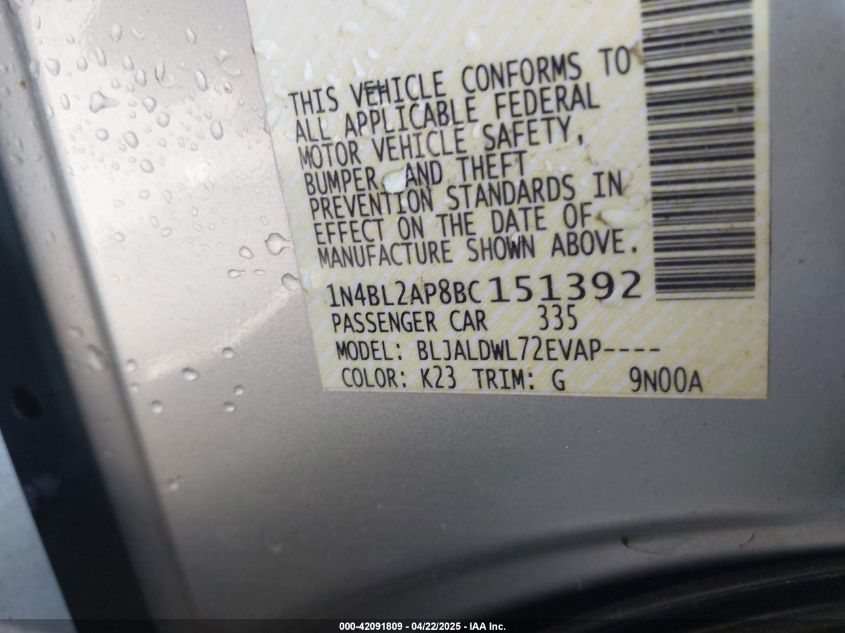 THIS VEHICLE CONFORMS TO
ALL APPLICABLE FEDERAL
MOTOR VEHICLE SAFETY,
BUMPER AND THEFT
PREVENTION STANDARDS IN
EFFECT ON THE DATE OF
MANUFACTURE SHOWN ABOVE.
1N4BL2AP8BC151392
PASSENGER CAR 335
MODEL: BLJALDWL72EVAP----
COLOR: K23 TRIM: G 9N00A
000-42091809 - 04/22/2025 - IAA Inc.